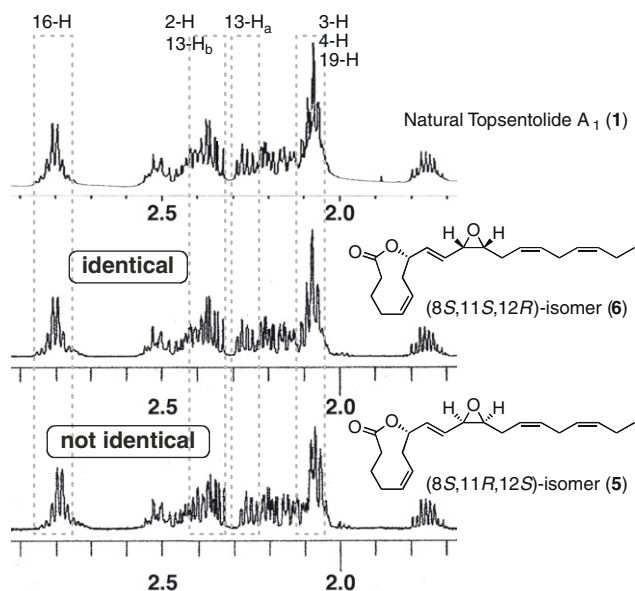 16-H 2-H 13-Hₐ 3-H
13-H_b 4-H
19-H
Natural Topsentolide A₁ (1)
2.5 2.0
identical
H O H
O O
(8S,11S,12R)-isomer (6)
2.5 2.0
not identical
H O H
O O
(8S,11R,12S)-isomer (5)
2.5 2.0